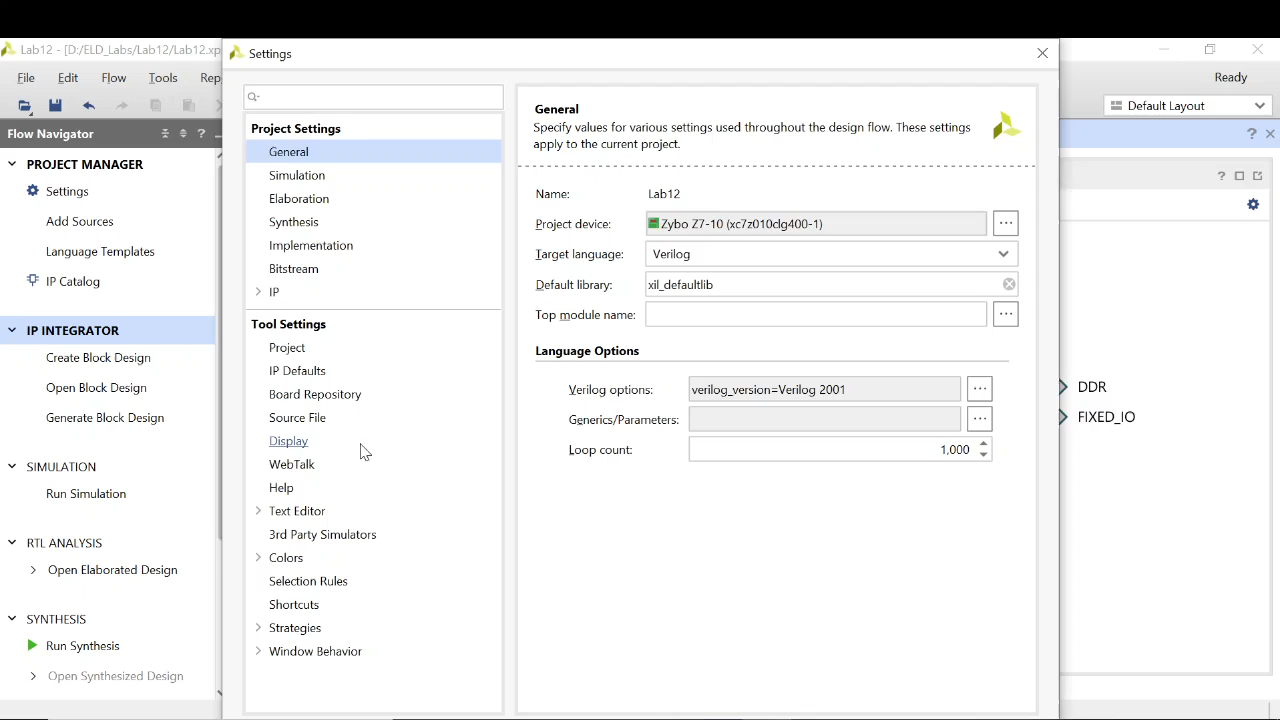 Lab12 - [D:/ELD_Labs/Lab12/Lab12.xp
Settings
File Edit Flow Tools Rep
Ready
Default Layout
Flow Navigator
?
PROJECT MANAGER
Settings
Add Sources
Language Templates
IP Catalog
IP INTEGRATOR
Create Block Design
Open Block Design
Generate Block Design
SIMULATION
Run Simulation
RTL ANALYSIS
Open Elaborated Design
SYNTHESIS
Run Synthesis
Open Synthesized Design
Project Settings
General
Simulation
Elaboration
Synthesis
Implementation
Bitstream
IP
Tool Settings
Project
IP Defaults
Board Repository
Source File
Display
WebTalk
Help
Text Editor
3rd Party Simulators
Colors
Selection Rules
Shortcuts
Strategies
Window Behavior
General
Specify values for various settings used throughout the design flow. These settings
apply to the current project.
Name: Lab12
Project device: Zybo Z7-10 (xc7z010clg400-1) ...
Target language: Verilog
Default library: xil_defaultlib
Top module name: ...
Language Options
Verilog options: verilog_version=Verilog 2001 ...
Generics/Parameters: ...
Loop count: 1,000
?
?
DDR
FIXED_IO